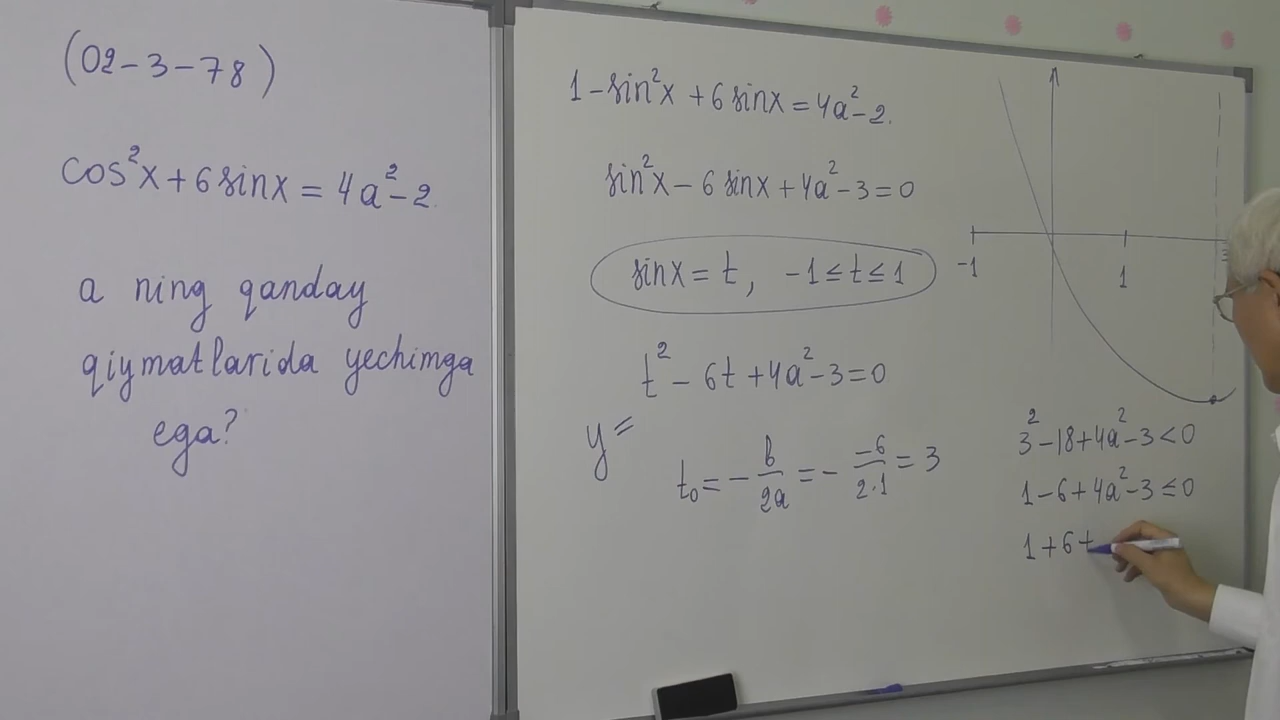 (02-3-78)
cos²x + 6 sinx = 4a² - 2.
a ning qanday
qiymatlarida yechimga
ega?
1 - sin²x + 6 sinx = 4a² - 2.
sin²x - 6 sinx + 4a² - 3 = 0
sinx = t, -1 ≤ t ≤ 1
t² - 6t + 4a² - 3 = 0
y =
t₀ = - b/2a = - -6/2·1 = 3
-1 1 3
3² - 18 + 4a² - 3 < 0
1 - 6 + 4a² - 3 ≤ 0
1 + 6 +